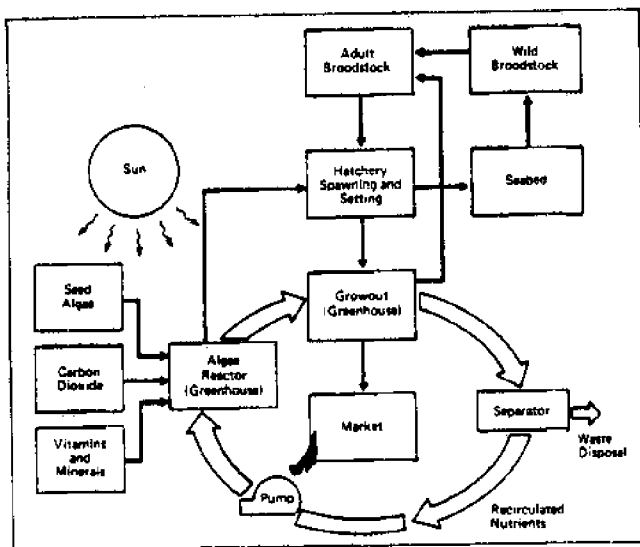 Adult
Broodstock
Wild
Broodstock
Sun
Hatchery
Spawning and
Setting
Seabed
Seed
Algae
Growout
(Greenhouse)
Carbon
Dioxide
Algae
Reactor
(Greenhouse)
Market
Separator
Waste
Disposal
Vitamins
and
Minerals
Pump
Recirculated
Nutrients